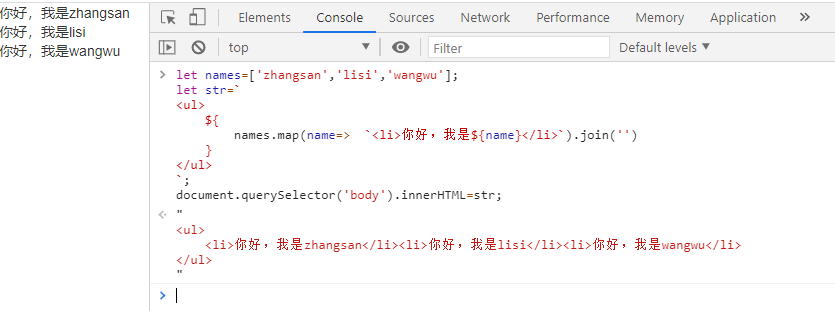 你好，我是zhangsan
你好，我是lisi
你好，我是wangwu
Elements Console Sources Network Performance Memory Application »
top ▼ Filter Default levels ▼
> let names=['zhangsan','lisi','wangwu'];
let str=`
<ul>
    ${
        names.map(name=>  `<li>你好，我是${name}</li>`).join('')
    }
</ul>
`;
document.querySelector('body').innerHTML=str;
"
<ul>
    <li>你好，我是zhangsan</li><li>你好，我是lisi</li><li>你好，我是wangwu</li>
</ul>
"
>